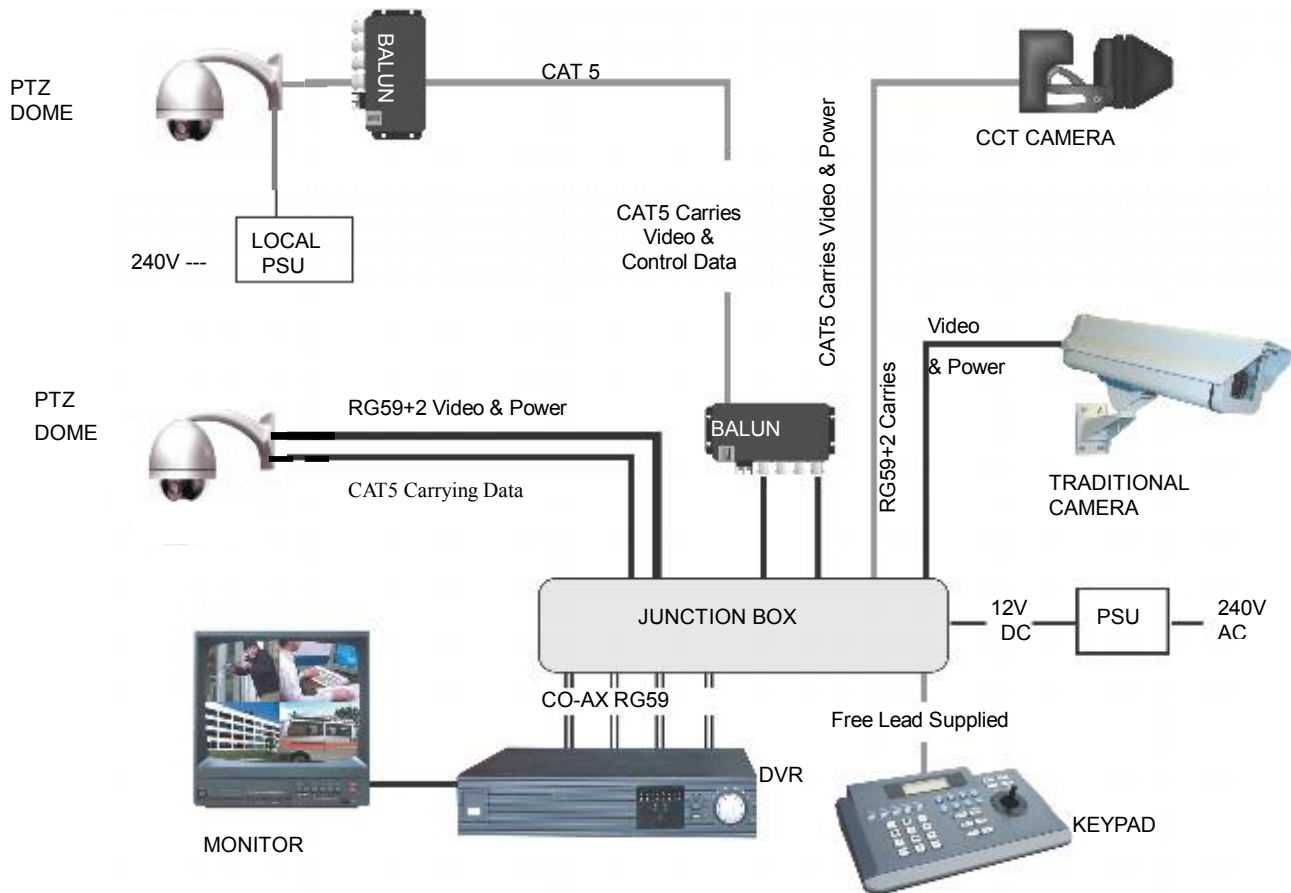 PTZ
DOME
BALUN
CAT 5
CCT CAMERA
LOCAL
PSU
240V ---
CAT5 Carries
Video &
Control Data
CAT5 Carries Video & Power
RG59+2 Carries
Video
& Power
TRADITIONAL
CAMERA
PTZ
DOME
RG59+2 Video & Power
CAT5 Carrying Data
BALUN
JUNCTION BOX
12V
DC
PSU
240V
AC
CO-AX RG59
Free Lead Supplied
DVR
MONITOR
KEYPAD